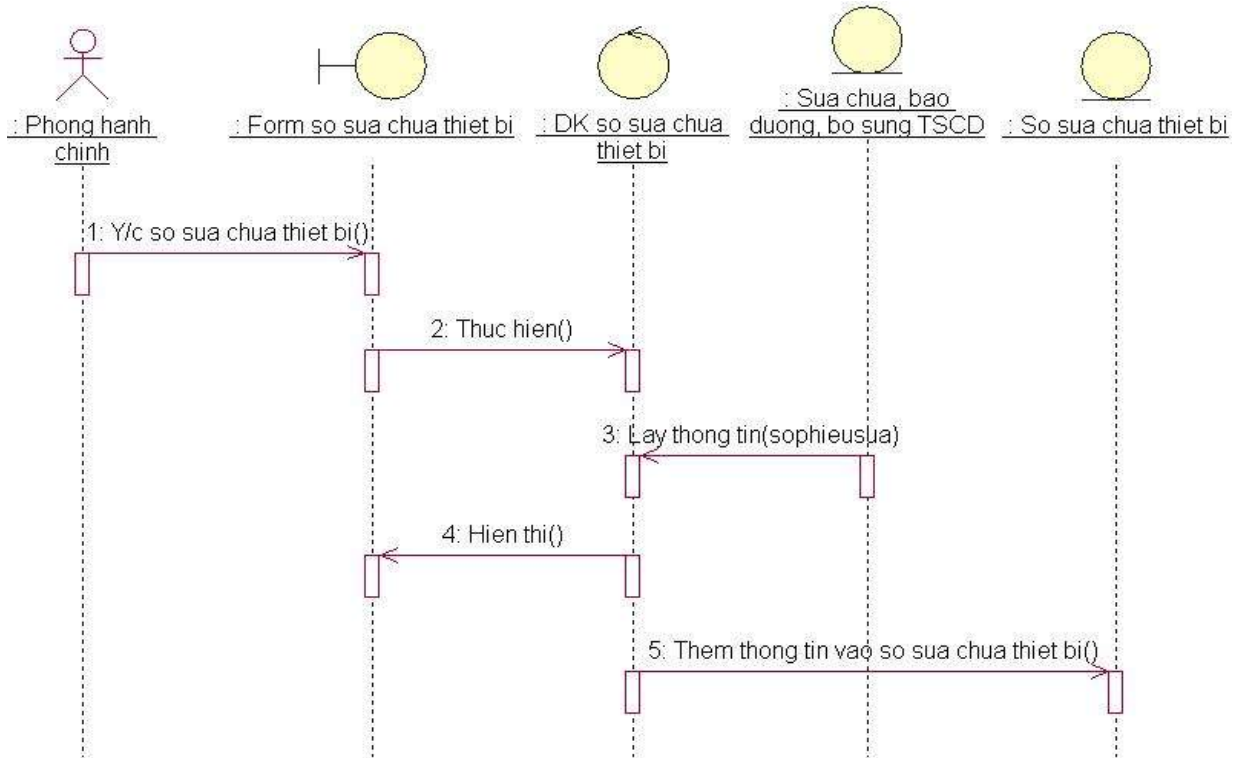 : Phong hanh
chinh
: Form so sua chua thiet bi
: DK so sua chua
thiet bi
: Sua chua, bao
duong, bo sung TSCD
: So sua chua thiet bi
1: Y/c so sua chua thiet bi()
2: Thuc hien()
3: Lay thong tin(sophieusua)
4: Hien thi()
5: Them thong tin vao so sua chua thiet bi()